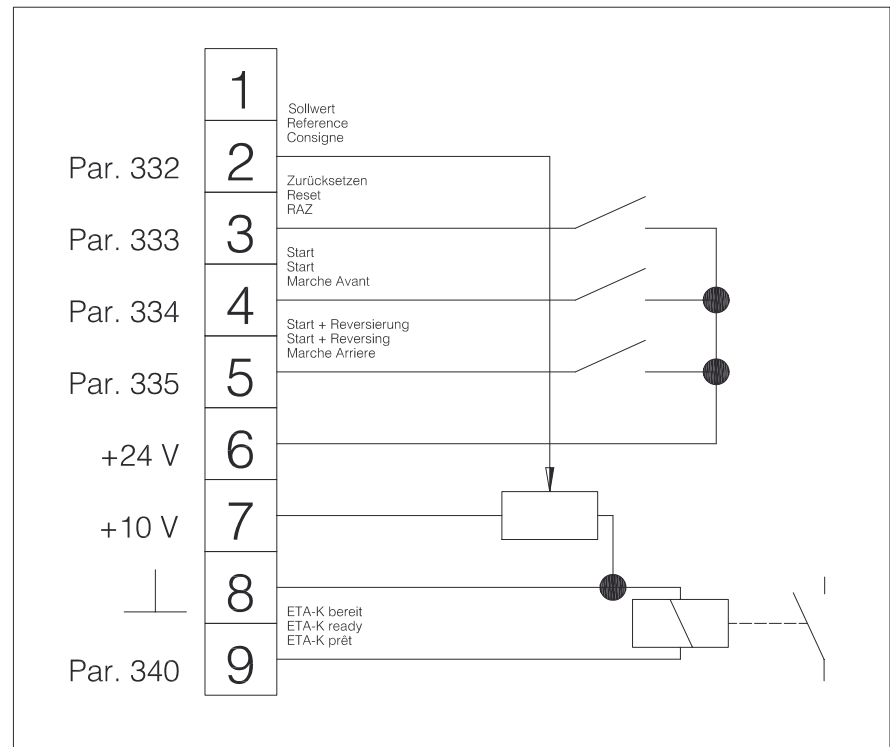 1
Sollwert
Reference
Consigne
Par. 332
2
Zurücksetzen
Reset
RAZ
Par. 333
3
Start
Start
Marche Avant
Par. 334
4
Start + Reversierung
Start + Reversing
Marche Arriere
Par. 335
5
+24 V
6
+10 V
7
8
ETA-K bereit
ETA-K ready
ETA-K prêt
Par. 340
9